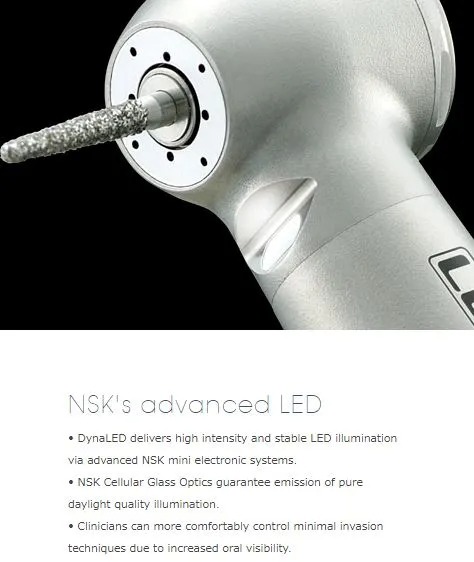 NSK's advanced LED
• DynaLED delivers high intensity and stable LED illumination
via advanced NSK mini electronic systems.
• NSK Cellular Glass Optics guarantee emission of pure
daylight quality illumination.
• Clinicians can more comfortably control minimal invasion
techniques due to increased oral visibility.